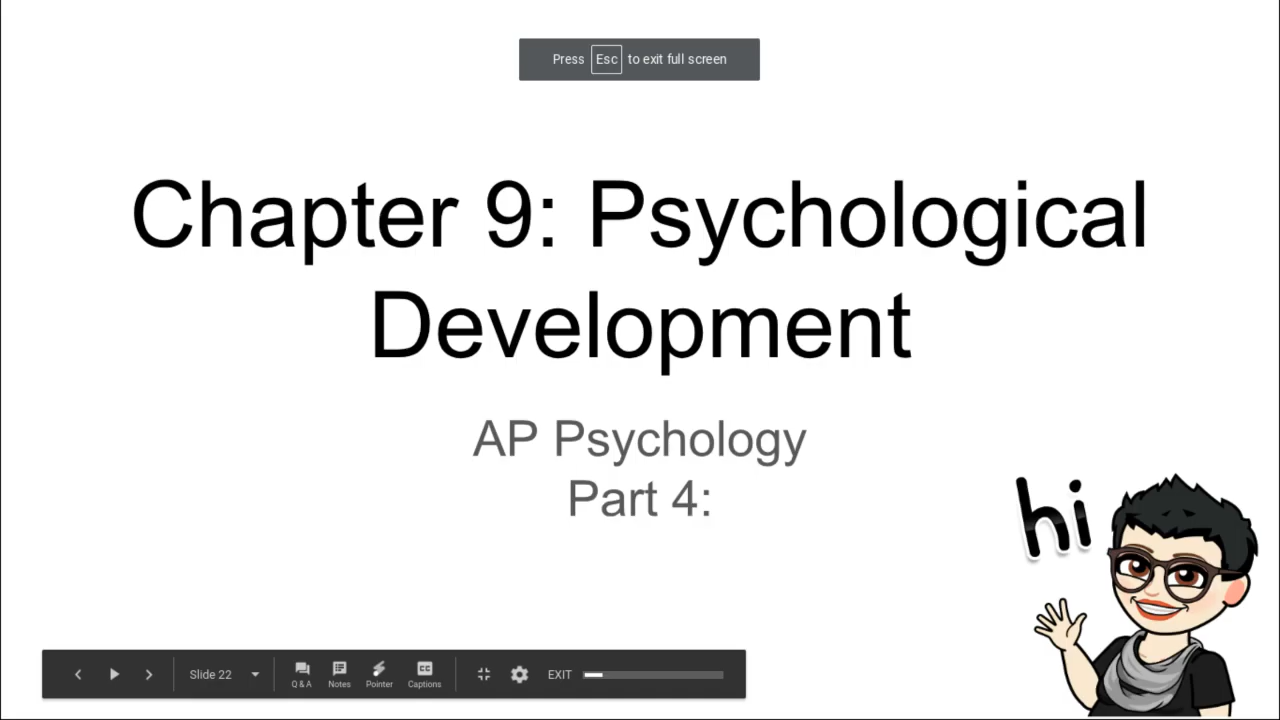 Press Esc to exit full screen
Chapter 9: Psychological
Development
AP Psychology
Part 4:
hi
Slide 22
Q & A
Notes
Pointer
CC
Captions
EXIT